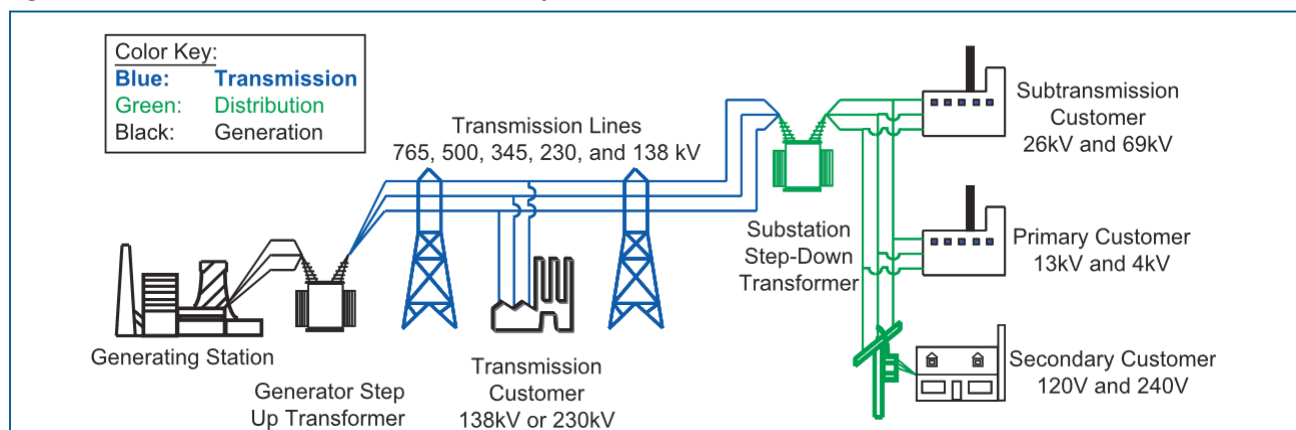 Color Key:
Blue: Transmission
Green: Distribution
Black: Generation
Transmission Lines
765, 500, 345, 230, and 138 kV
Subtransmission
Customer
26kV and 69kV
Substation
Step-Down
Transformer
Primary Customer
13kV and 4kV
Generating Station
Generator Step
Up Transformer
Transmission
Customer
138kV or 230kV
Secondary Customer
120V and 240V